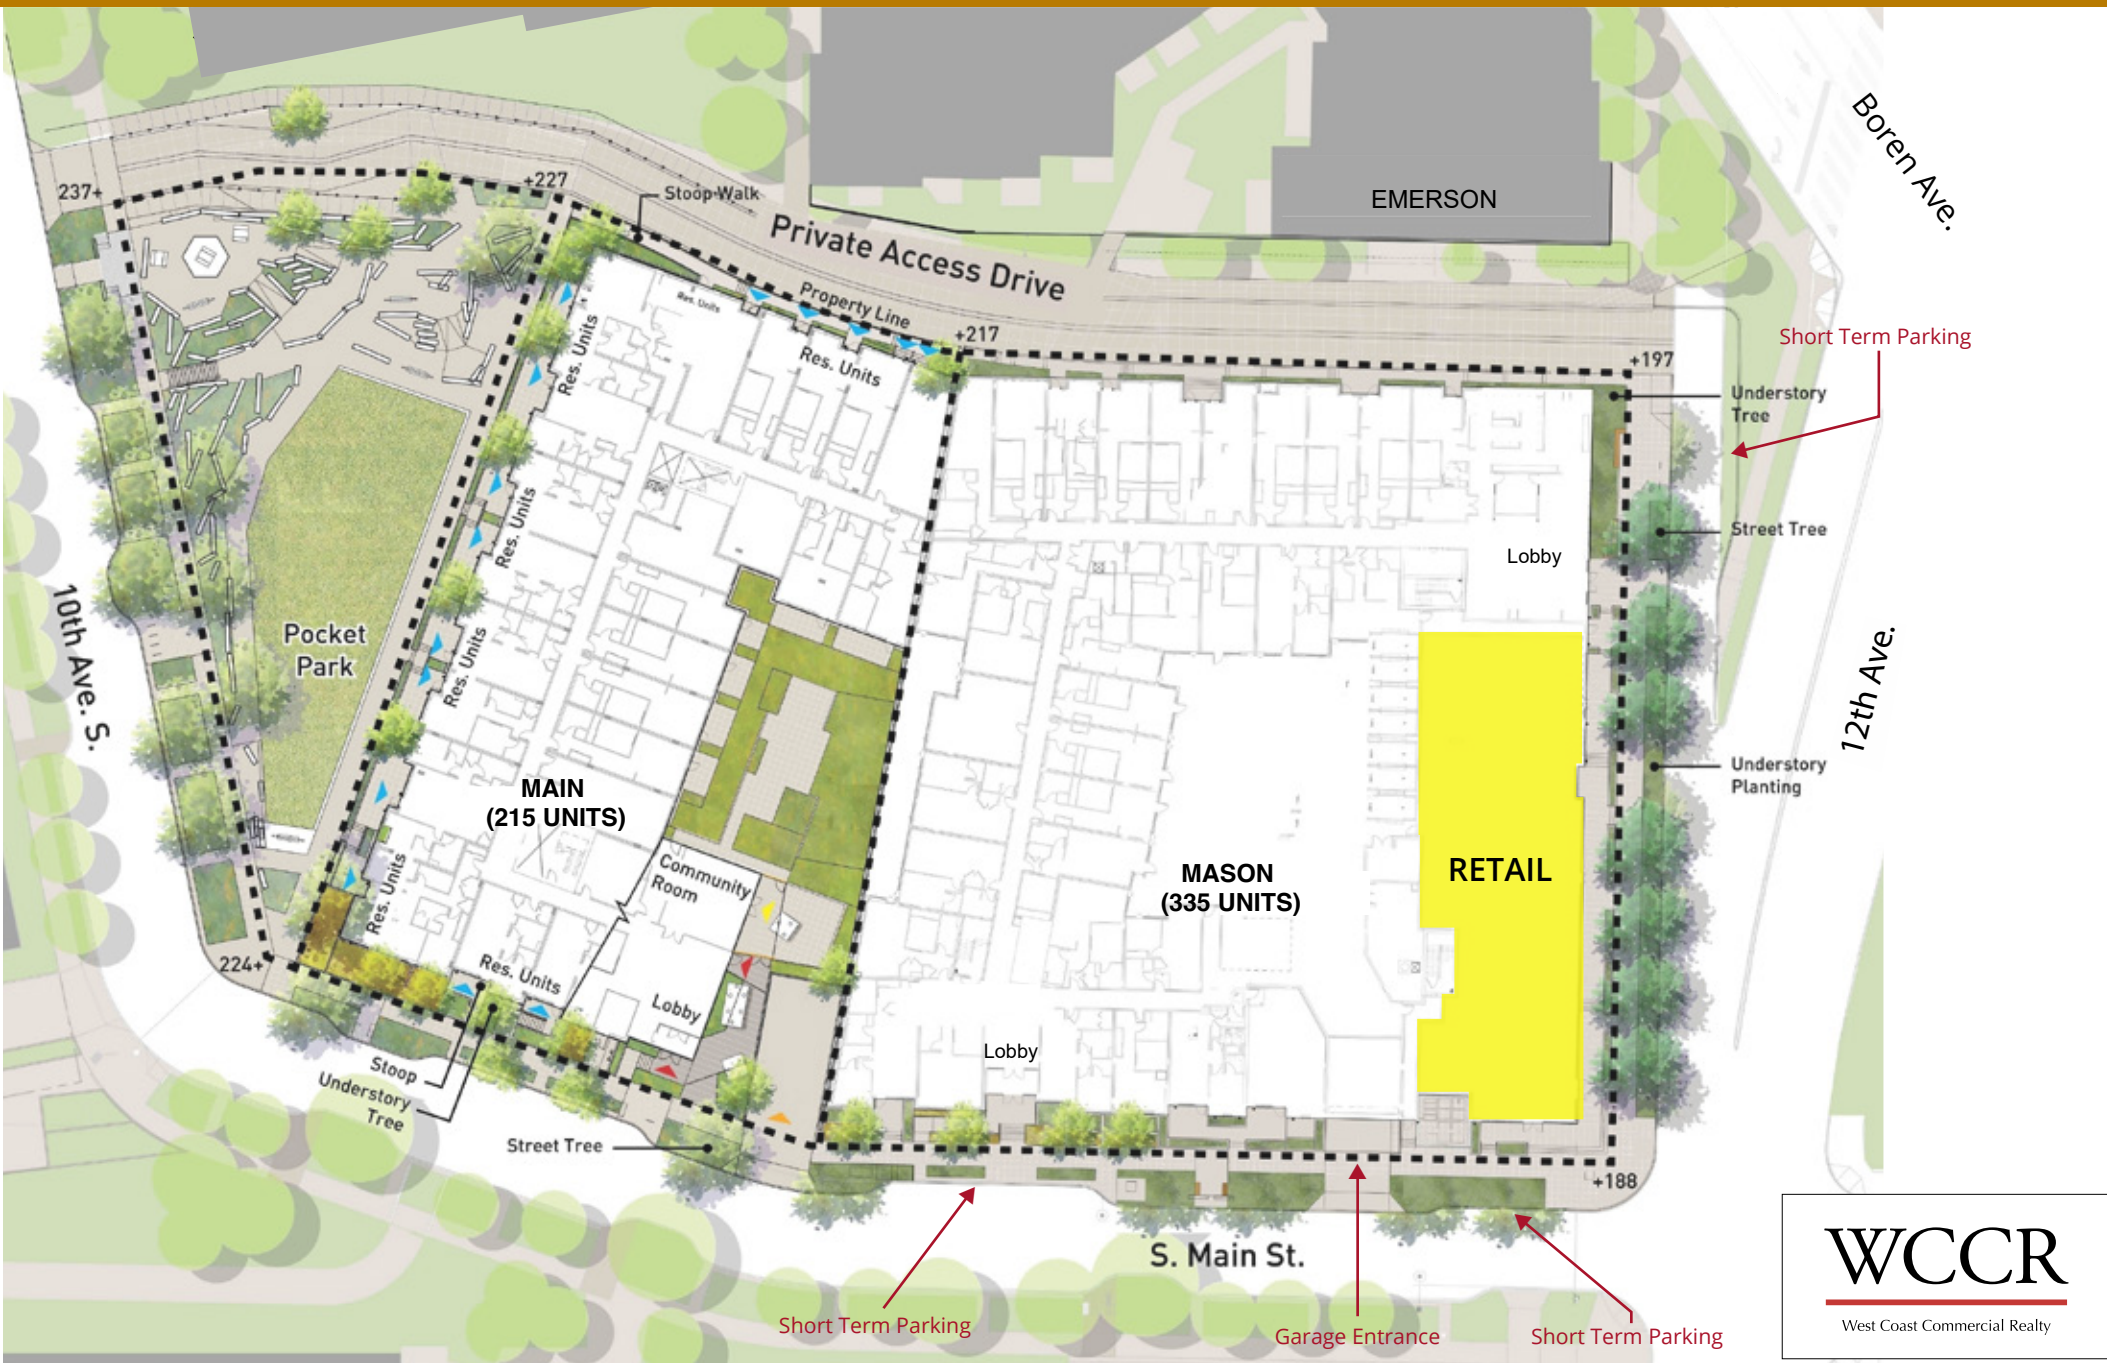 Boren Ave.
EMERSON
237+
+227
Stoop Walk
Private Access Drive
Property Line
Res. Units
Res. Units
Res. Units
+217
+197
Short Term Parking
Understory
Tree
Street Tree
Res. Units
Lobby
10th Ave. S.
Pocket
Park
Res. Units
12th Ave.
Understory
Planting
MAIN
(215 UNITS)
Community
Room
MASON
(335 UNITS)
RETAIL
Res. Units
224+
Res. Units
Lobby
Lobby
Stoop
Understory
Tree
Street Tree
+188
S. Main St.
Short Term Parking
Garage Entrance
Short Term Parking
WCCR
West Coast Commercial Realty